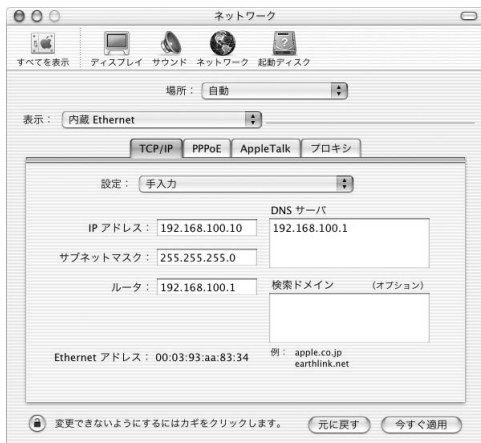 ネットワーク
すべてを表示 ディスプレイ サウンド ネットワーク 起動ディスク
場所： 自動
表示： 内蔵 Ethernet
TCP/IP PPPoE AppleTalk プロキシ
設定： 手入力
DNS サーバ
IP アドレス： 192.168.100.10 192.168.100.1
サブネットマスク： 255.255.255.0
ルータ： 192.168.100.1 検索ドメイン (オプション)
Ethernet アドレス： 00:03:93:aa:83:34 例： apple.co.jp
earthlink.net
変更できないようにするにはカギをクリックします。 元に戻す 今すぐ適用